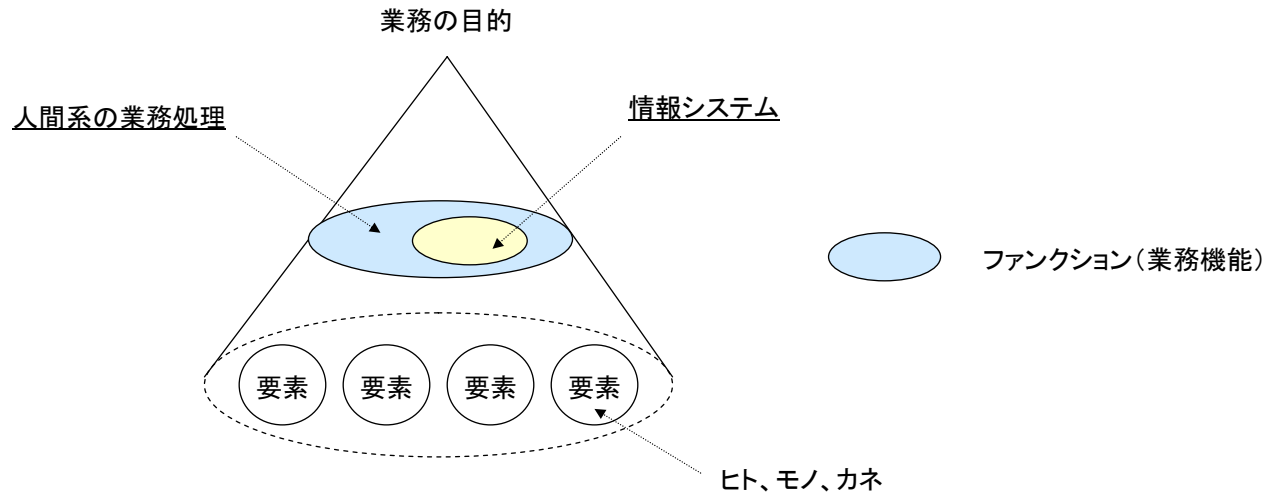 業務の目的
人間系の業務処理
情報システム
ファンクション(業務機能)
要素 要素 要素 要素
ヒト、モノ、カネ